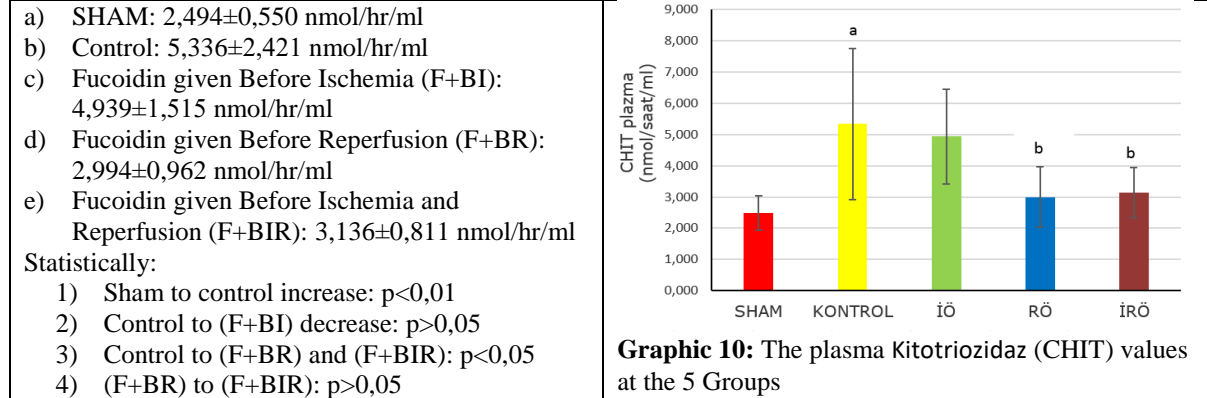 a) SHAM: 2,494±0,550 nmol/hr/ml
b) Control: 5,336±2,421 nmol/hr/ml
c) Fucoidin given Before Ischemia (F+BI):
4,939±1,515 nmol/hr/ml
d) Fucoidin given Before Reperfusion (F+BR):
2,994±0,962 nmol/hr/ml
e) Fucoidin given Before Ischemia and
Reperfusion (F+BIR): 3,136±0,811 nmol/hr/ml
Statistically:
1) Sham to control increase: p<0,01
2) Control to (F+BI) decrease: p>0,05
3) Control to (F+BR) and (F+BIR): p<0,05
4) (F+BR) to (F+BIR): p>0,05
CHIT plazma
(nmol/saat/ml)
9,000
8,000
7,000
6,000
5,000
4,000
3,000
2,000
1,000
0,000
a
b
b
SHAM
KONTROL
İÖ
RÖ
İRÖ
Graphic 10: The plasma Kitotriozidaz (CHIT) values
at the 5 Groups